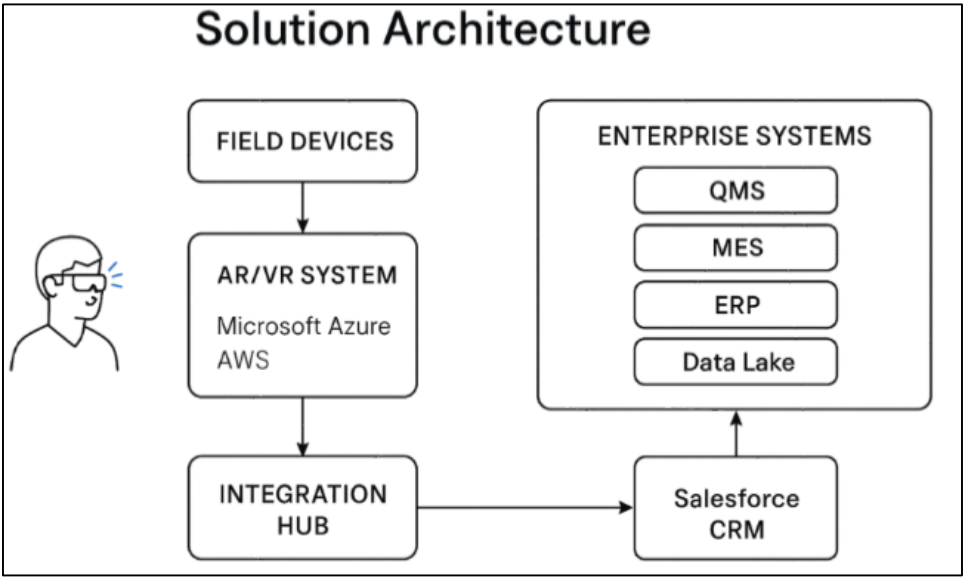 Solution Architecture
FIELD DEVICES
AR/VR SYSTEM
Microsoft Azure
AWS
INTEGRATION
HUB
ENTERPRISE SYSTEMS
QMS
MES
ERP
Data Lake
Salesforce
CRM